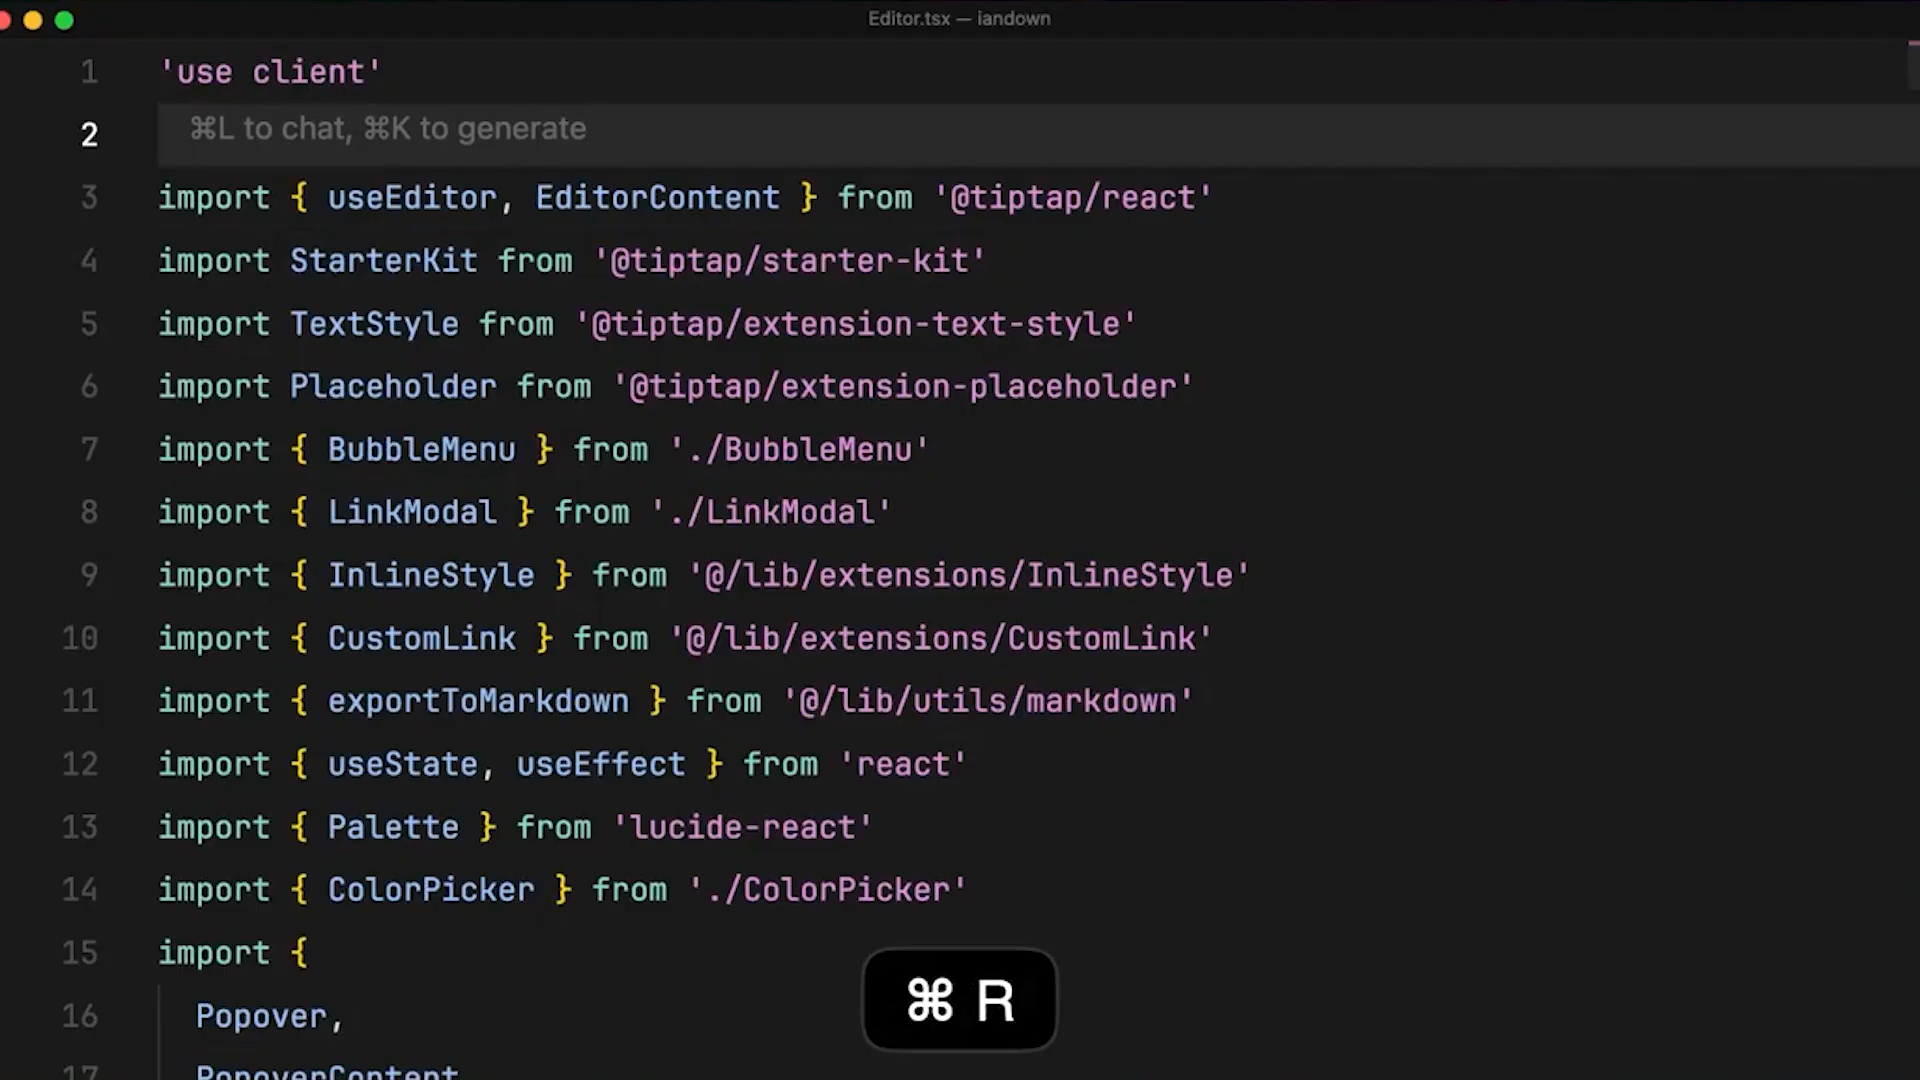 Editor.tsx — iandown
1 'use client'
2 ⌘L to chat, ⌘K to generate
3 import { useEditor, EditorContent } from '@tiptap/react'
4 import StarterKit from '@tiptap/starter-kit'
5 import TextStyle from '@tiptap/extension-text-style'
6 import Placeholder from '@tiptap/extension-placeholder'
7 import { BubbleMenu } from './BubbleMenu'
8 import { LinkModal } from './LinkModal'
9 import { InlineStyle } from '@/lib/extensions/InlineStyle'
10 import { CustomLink } from '@/lib/extensions/CustomLink'
11 import { exportToMarkdown } from '@/lib/utils/markdown'
12 import { useState, useEffect } from 'react'
13 import { Palette } from 'lucide-react'
14 import { ColorPicker } from './ColorPicker'
15 import {
16 Popover,
17 PopoverContent
⌘ R